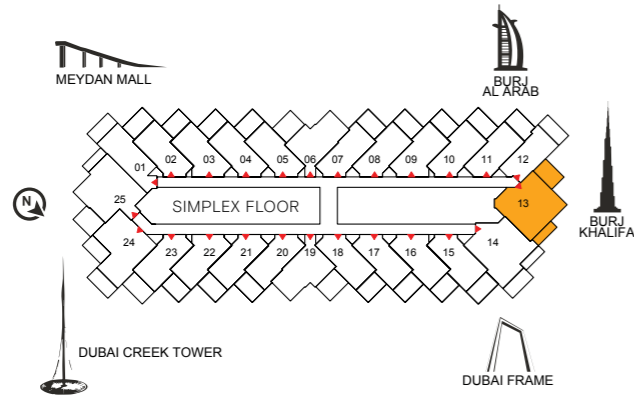 MEYDAN MALL
BURJ
AL ARAB
01 02 03 04 05 06 07 08 09 10 11 12
13
25
SIMPLEX FLOOR
N
BURJ
KHALIFA
24 23 22 21 20 19 18 17 16 15 14
DUBAI CREEK TOWER
DUBAI FRAME